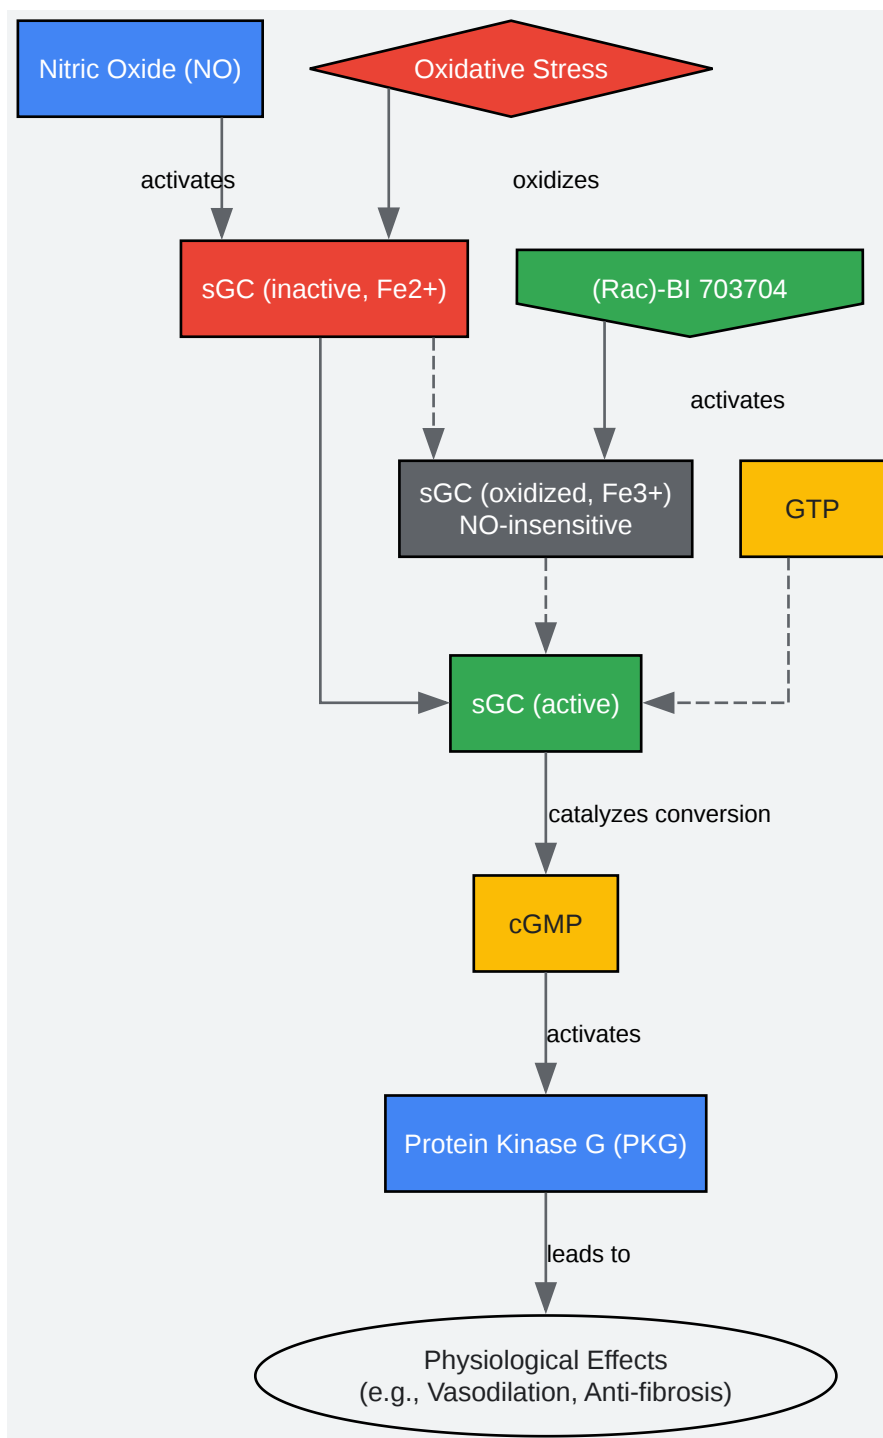 Nitric Oxide (NO)
Oxidative Stress
activates
oxidizes
sGC (inactive, Fe2+)
(Rac)-BI 703704
activates
sGC (oxidized, Fe3+)
NO-insensitive
GTP
sGC (active)
catalyzes conversion
cGMP
activates
Protein Kinase G (PKG)
leads to
Physiological Effects
(e.g., Vasodilation, Anti-fibrosis)